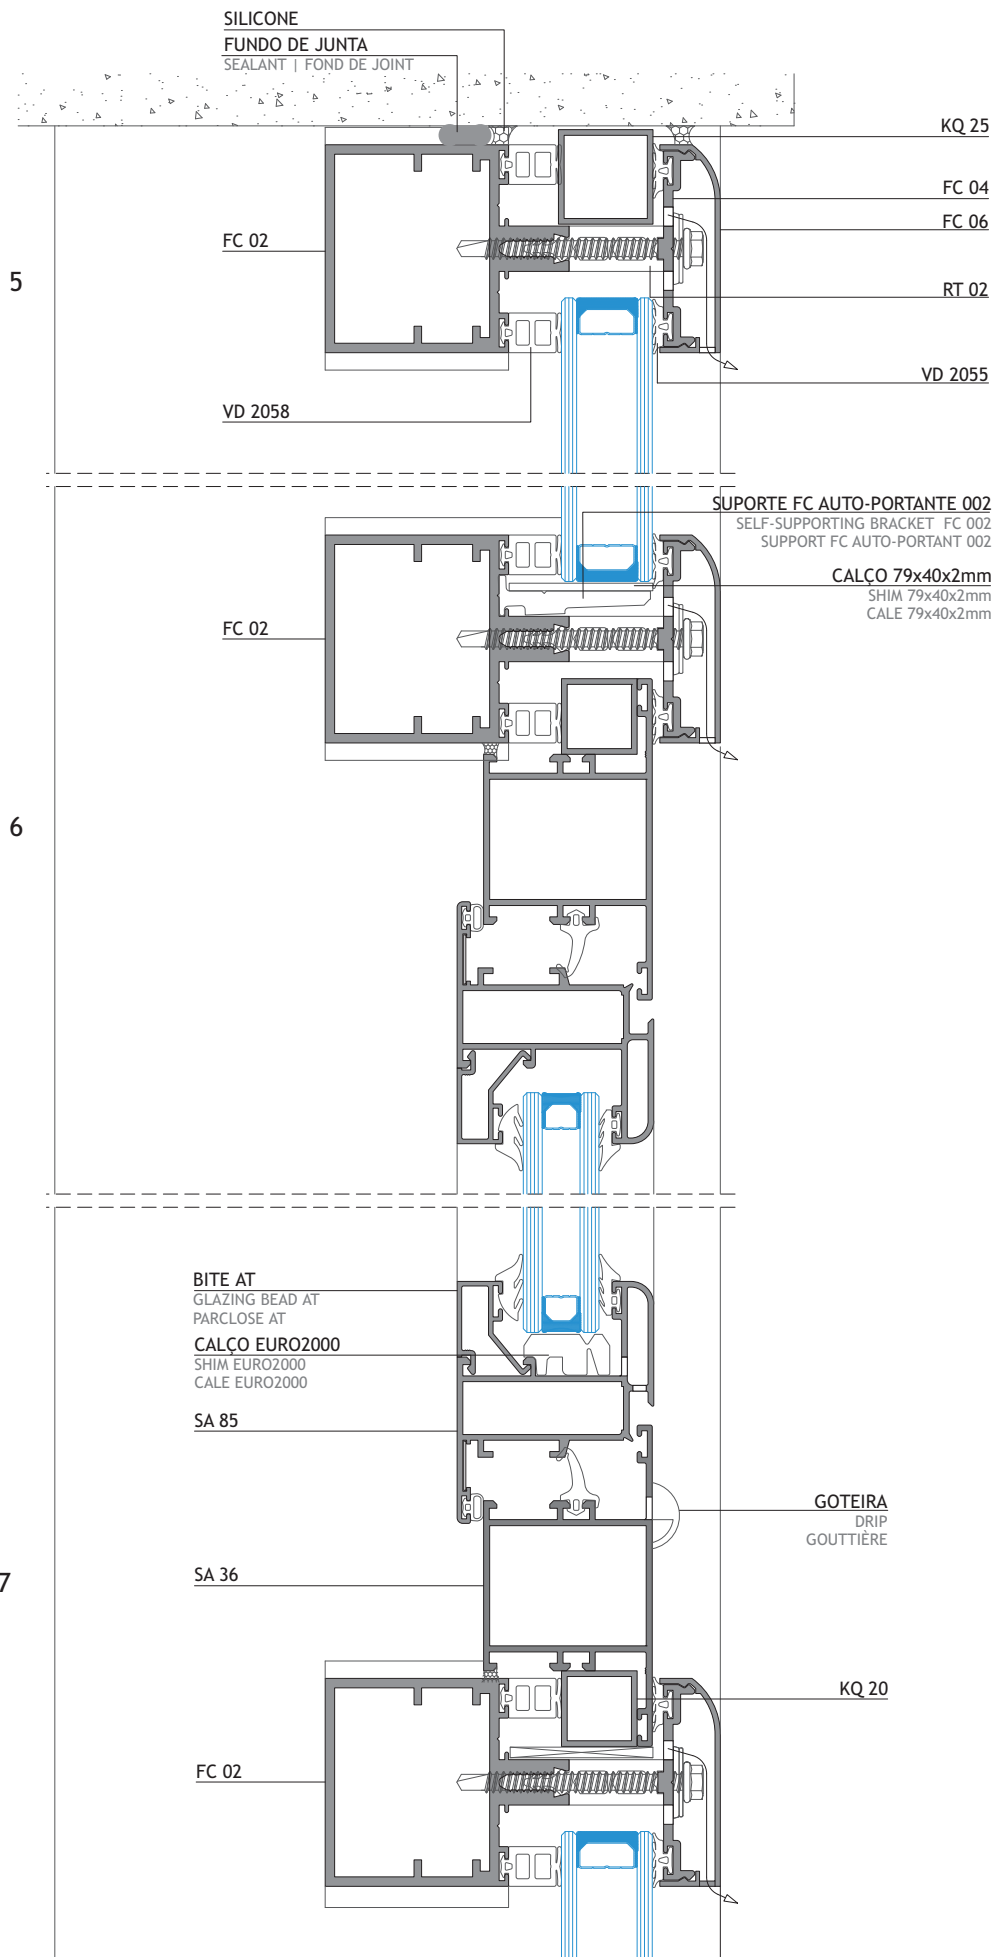 SILICONE
FUNDO DE JUNTA
SEALANT | FOND DE JOINT
KQ 25
FC 04
FC 06
FC 02
5
RT 02
VD 2055
VD 2058
SUPORTE FC AUTO-PORTANTE 002
SELF-SUPPORTING BRACKET FC 002
SUPPORT FC AUTO-PORTANT 002
CALÇO 79x40x2mm
SHIM 79x40x2mm
CALE 79x40x2mm
FC 02
6
BITE AT
GLAZING BEAD AT
PARCLOSE AT
CALÇO EURO2000
SHIM EURO2000
CALE EURO2000
SA 85
GOTEIRA
DRIP
GOUTTIÈRE
SA 36
7
KQ 20
FC 02